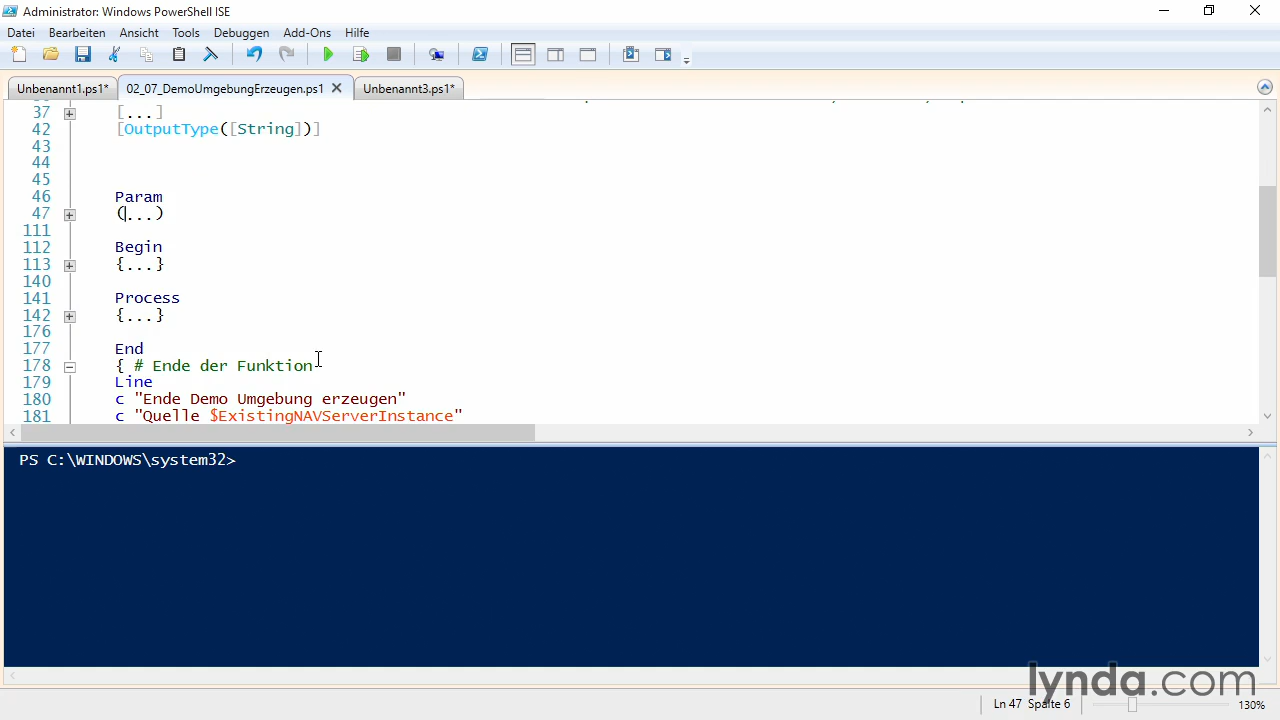 Administrator: Windows PowerShell ISE
Datei Bearbeiten Ansicht Tools Debuggen Add-Ons Hilfe
Unbenannt1.ps1* 02_07_DemoUmgebungErzeugen.ps1 Unbenannt3.ps1*
37 [...]
42 [OutputType([String])]
43
44
45
46 Param
47 (...)
111
112 Begin
113 {...}
140
141 Process
142 {...}
176
177 End
178 { # Ende der Funktion
179 Line
180 c "Ende Demo Umgebung erzeugen"
181 c "Quelle $ExistingNAVServerInstance"
PS C:\WINDOWS\system32>
lynda.com
Ln 47 Spalte 6 130%